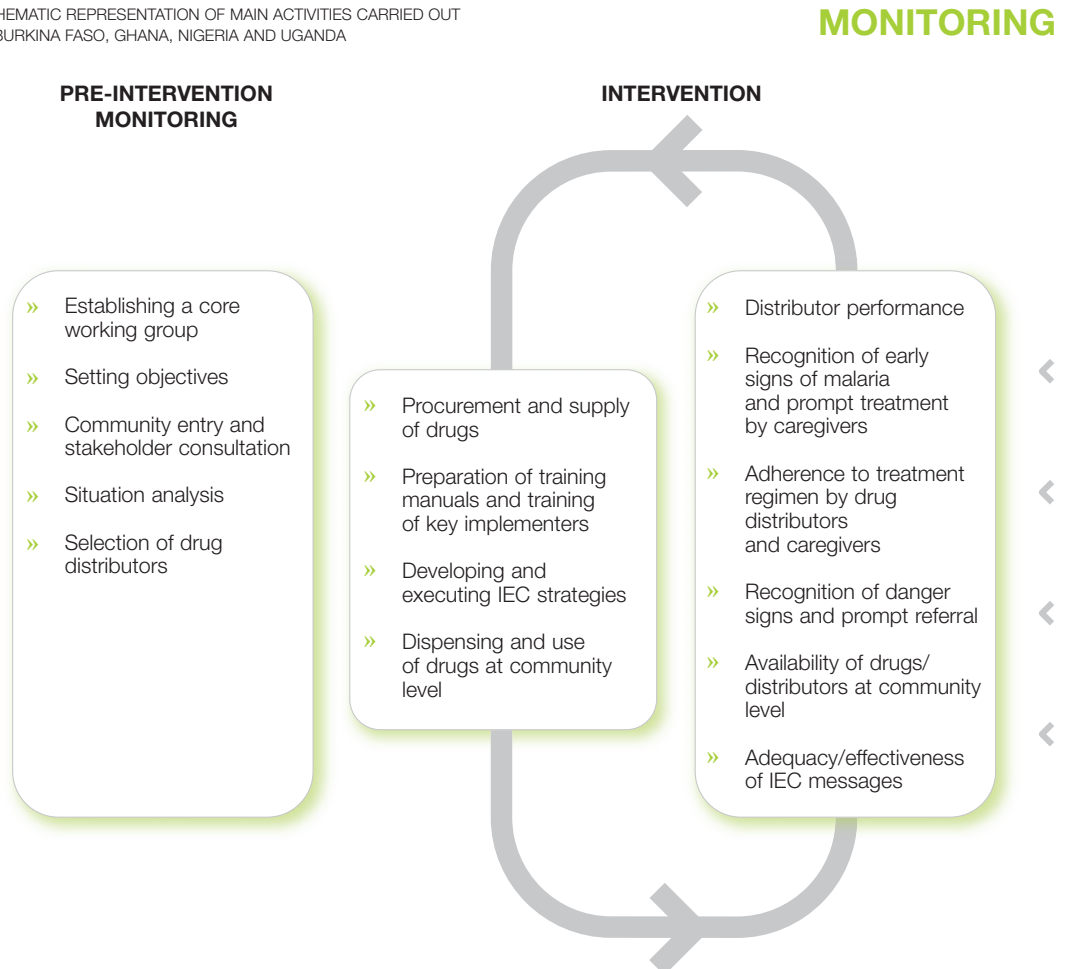 HEMATIC REPRESENTATION OF MAIN ACTIVITIES CARRIED OUT
BURKINA FASO, GHANA, NIGERIA AND UGANDA
MONITORING
PRE-INTERVENTION
MONITORING
INTERVENTION
» Establishing a core
working group
» Setting objectives
» Community entry and
stakeholder consultation
» Situation analysis
» Selection of drug
distributors
» Procurement and supply
of drugs
» Preparation of training
manuals and training
of key implementers
» Developing and
executing IEC strategies
» Dispensing and use
of drugs at community
level
» Distributor performance
» Recognition of early
signs of malaria
and prompt treatment
by caregivers
» Adherence to treatment
regimen by drug
distributors
and caregivers
» Recognition of danger
signs and prompt referral
» Availability of drugs/
distributors at community
level
» Adequacy/effectiveness
of IEC messages